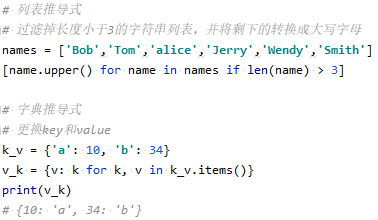 # 列表推导式
# 过滤掉长度小于3的字符串列表，并将剩下的转换成大写字母
names = ['Bob','Tom','alice','Jerry','Wendy','Smith']
[name.upper() for name in names if len(name) > 3]

# 字典推导式
# 更换key和value
k_v = {'a': 10, 'b': 34}
v_k = {v: k for k, v in k_v.items()}
print(v_k)
# {10: 'a', 34: 'b'}